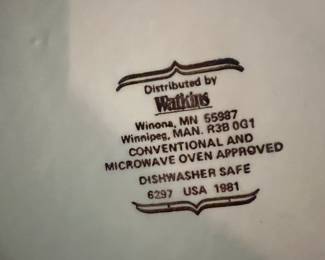 Distributed by
Watkins
Winona, MN 55987
Winnipeg, MAN. R3B 0G1
CONVENTIONAL AND
MICROWAVE OVEN APPROVED
DISHWASHER SAFE
6297 USA 1981